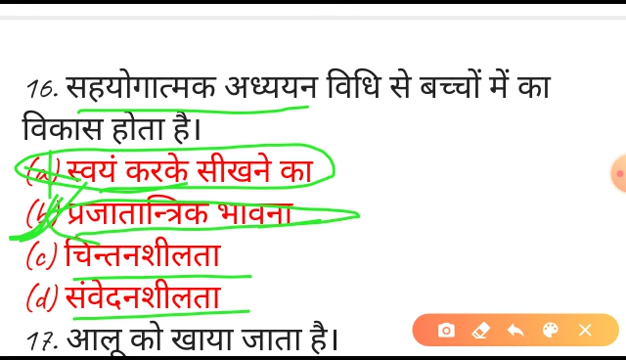 16. सहयोगात्मक अध्ययन विधि से बच्चों में का
विकास होता है।
(a) स्वयं करके सीखने का
(b) प्रजातान्त्रिक भावना
(c) चिन्तनशीलता
(d) संवेदनशीलता
17. आलू को खाया जाता है।